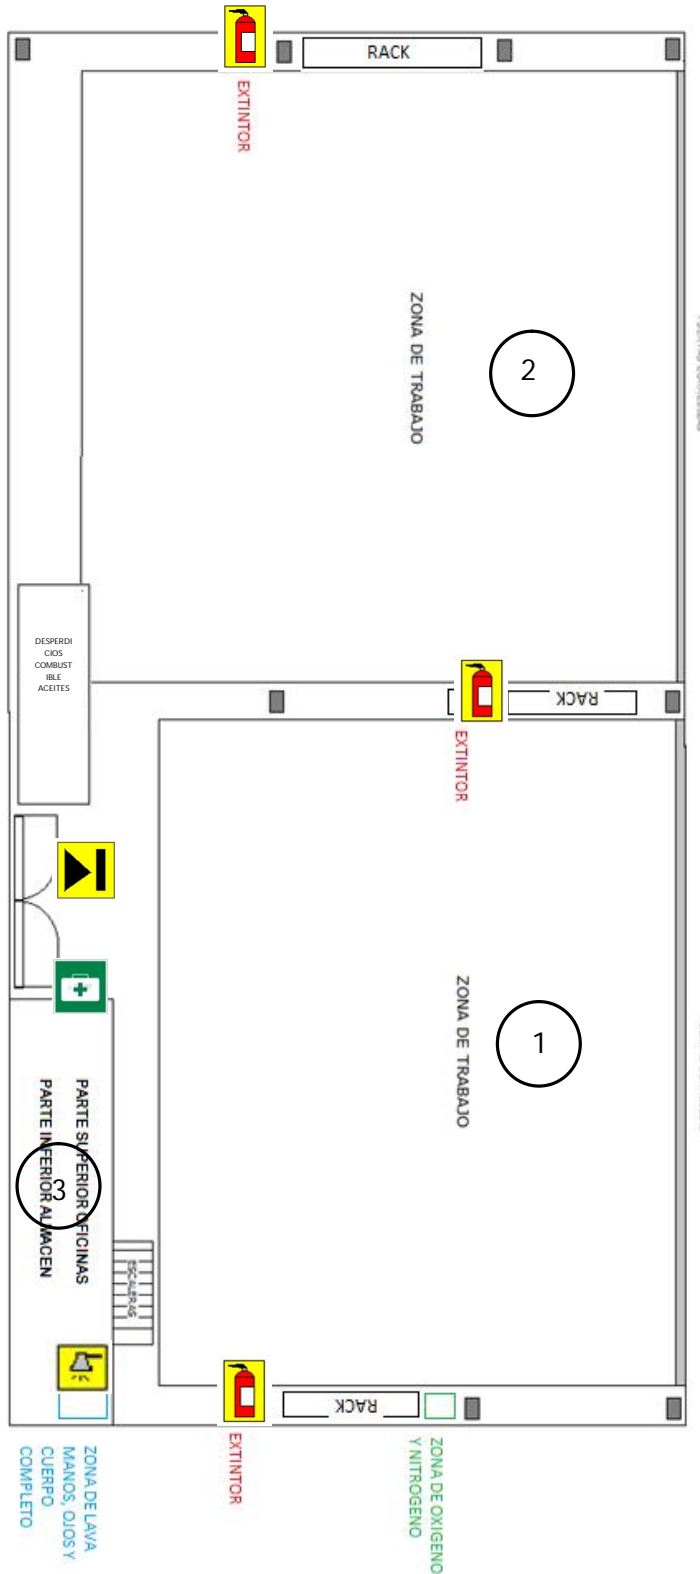 RACK
EXTINTOR
ZONA DE TRABAJO
2
DESPERDI
CIOS
COMBUST
IBLE
ACEITES
RACK
EXTINTOR
ZONA DE TRABAJO
1
PARTE SUPERIOR OFICINAS
PARTE INFERIOR ALMACEN
3
ESCALERAS
RACK
EXTINTOR
ZONA DE OXIGENO
Y NITROGENO
ZONA DE LAVA
MANOS, OJOS Y
CUERPO
COMPLETO